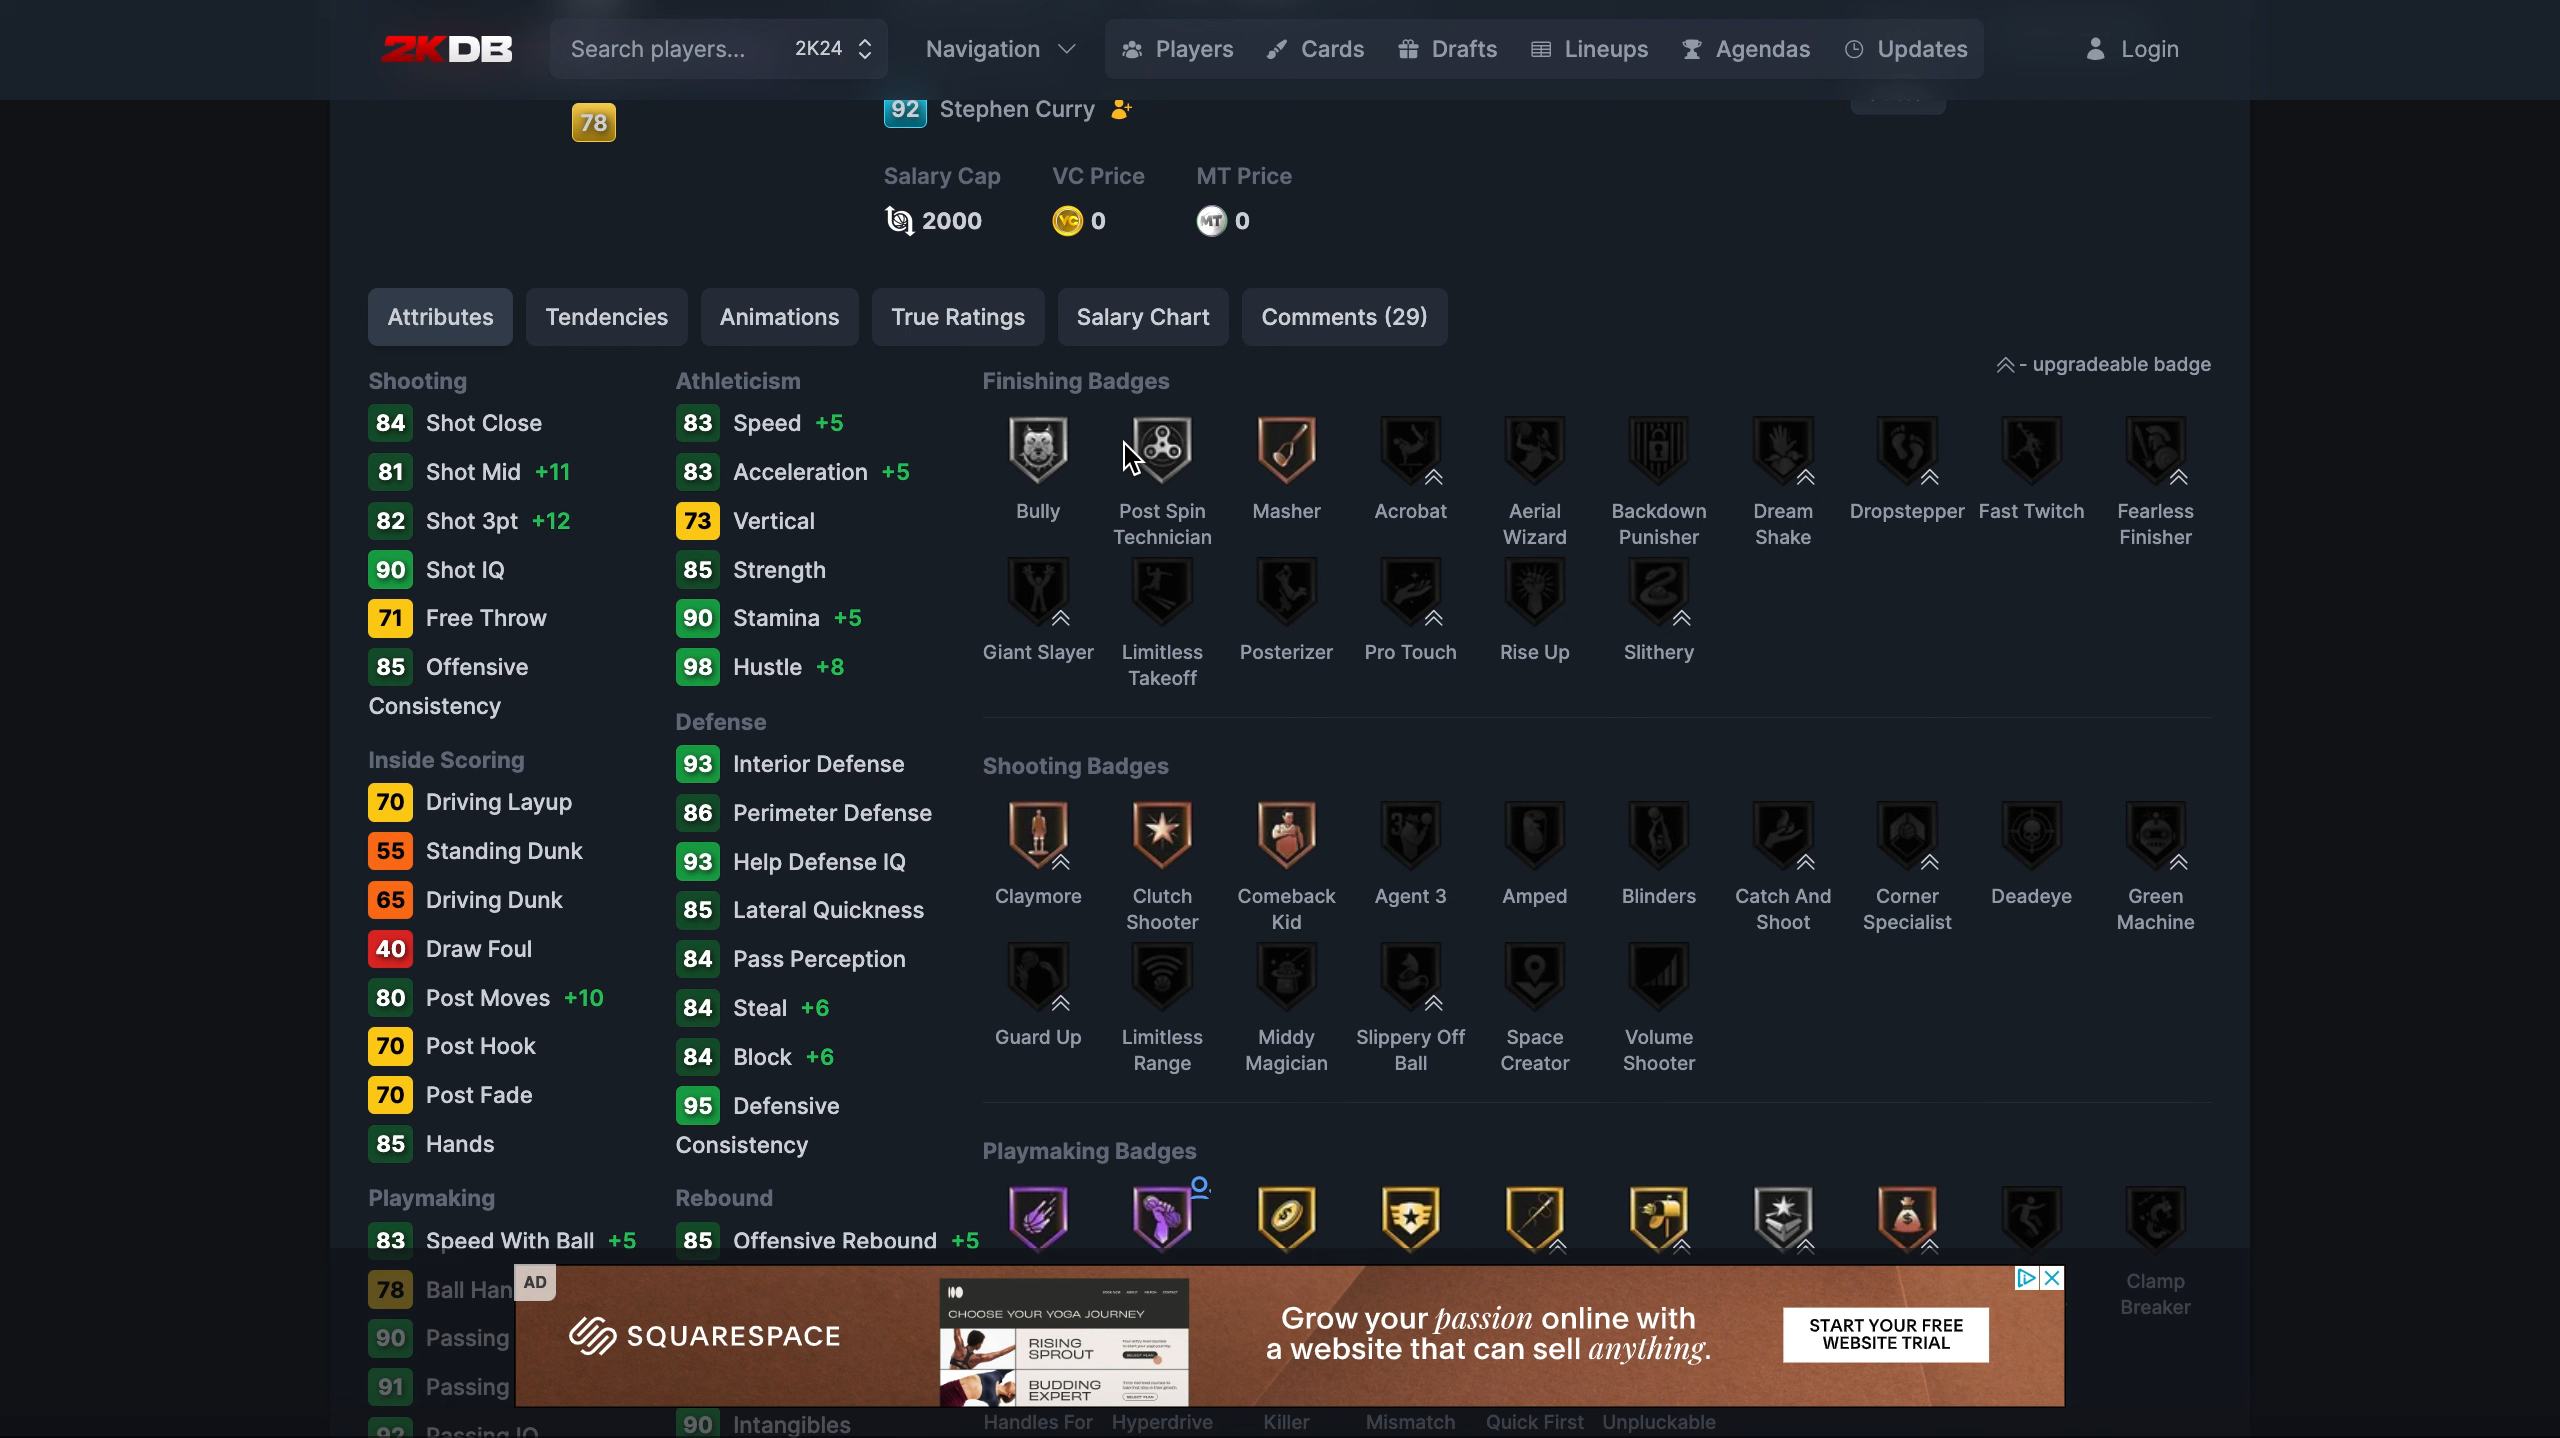 2KDB
Search players...
2K24
Navigation
Players
Cards
Drafts
Lineups
Agendas
Updates
Login
78
92 Stephen Curry
Salary Cap
VC Price
MT Price
2000
VC 0
MT 0
Attributes
Tendencies
Animations
True Ratings
Salary Chart
Comments (29)
- upgradeable badge
Shooting
84 Shot Close
81 Shot Mid +11
82 Shot 3pt +12
90 Shot IQ
71 Free Throw
85 Offensive
Consistency
Inside Scoring
70 Driving Layup
55 Standing Dunk
65 Driving Dunk
40 Draw Foul
80 Post Moves +10
70 Post Hook
70 Post Fade
85 Hands
Playmaking
83 Speed With Ball +5
78 Ball Han
90 Passing
91 Passing
92 Passing IQ
Athleticism
83 Speed +5
83 Acceleration +5
73 Vertical
85 Strength
90 Stamina +5
98 Hustle +8
Defense
93 Interior Defense
86 Perimeter Defense
93 Help Defense IQ
85 Lateral Quickness
84 Pass Perception
84 Steal +6
84 Block +6
95 Defensive
Consistency
Rebound
85 Offensive Rebound +5
90 Intangibles
Finishing Badges
Bully
Post Spin
Technician
Masher
Acrobat
Aerial
Wizard
Backdown
Punisher
Dream
Shake
Dropstepper
Fast Twitch
Fearless
Finisher
Giant Slayer
Limitless
Takeoff
Posterizer
Pro Touch
Rise Up
Slithery
Shooting Badges
Claymore
Clutch
Shooter
Comeback
Kid
Agent 3
Amped
Blinders
Catch And
Shoot
Corner
Specialist
Deadeye
Green
Machine
Guard Up
Limitless
Range
Middy
Magician
Slippery Off
Ball
Space
Creator
Volume
Shooter
Playmaking Badges
Clamp
Breaker
Handles For
Hyperdrive
Killer
Mismatch
Quick First
Unpluckable
AD
SQUARESPACE
CHOOSE YOUR YOGA JOURNEY
RISING
SPROUT
BUDDING
EXPERT
Grow your passion online with
a website that can sell anything.
START YOUR FREE
WEBSITE TRIAL